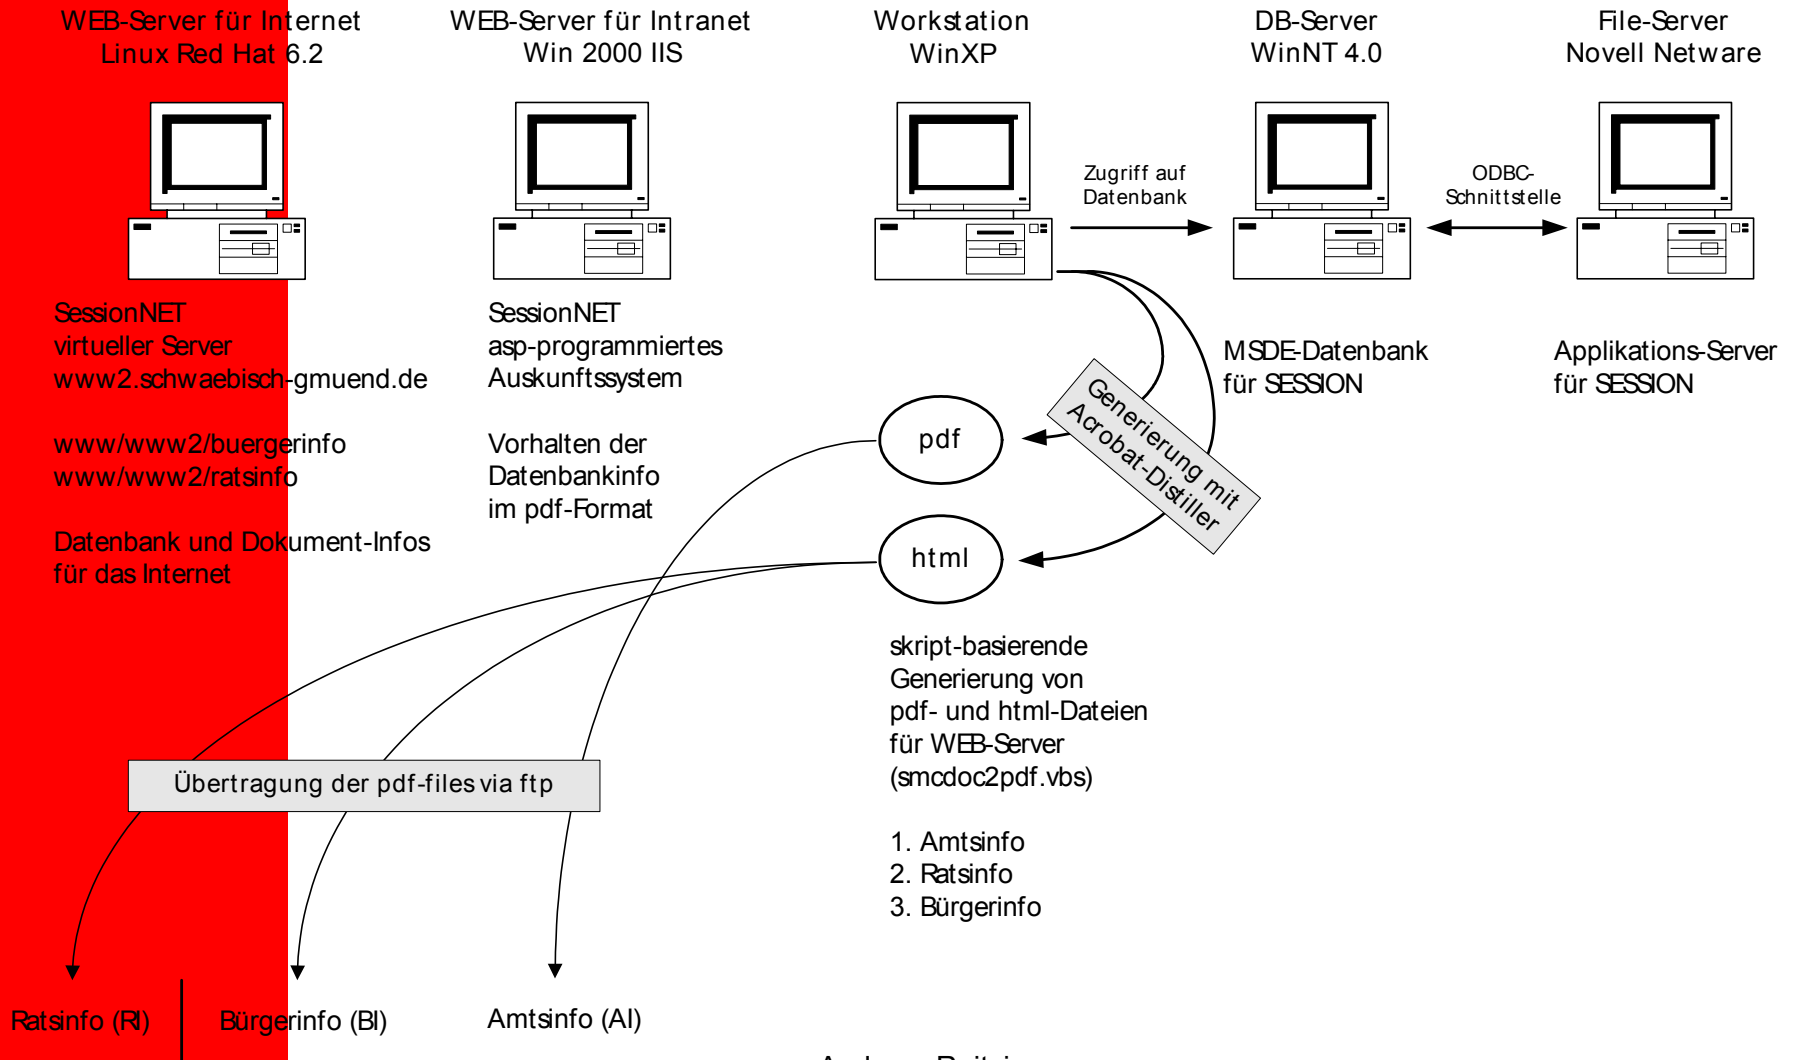 WEB-Server für Internet
Linux Red Hat 6.2
WEB-Server für Intranet
Win 2000 IIS
Workstation
WinXP
DB-Server
WinNT 4.0
File-Server
Novell Netware
Zugriff auf
Datenbank
ODBC-
Schnittstelle
SessionNET
virtueller Server
www2.schwaebisch-gmuend.de
www/www2/buergerinfo
www/www2/ratsinfo
Datenbank und Dokument-Infos
für das Internet
SessionNET
asp-programmiertes
Auskunftssystem
Vorhalten der
Datenbankinfo
im pdf-Format
MSDE-Datenbank
für SESSION
Applikations-Server
für SESSION
Generierung mit
Acrobat-Distiller
pdf
html
skript-basierende
Generierung von
pdf- und html-Dateien
für WEB-Server
(smcdoc2pdf.vbs)
1. Amtsinfo
2. Ratsinfo
3. Bürgerinfo
Übertragung der pdf-files via ftp
Ratsinfo (RI)
Bürgerinfo (BI)
Amtsinfo (AI)